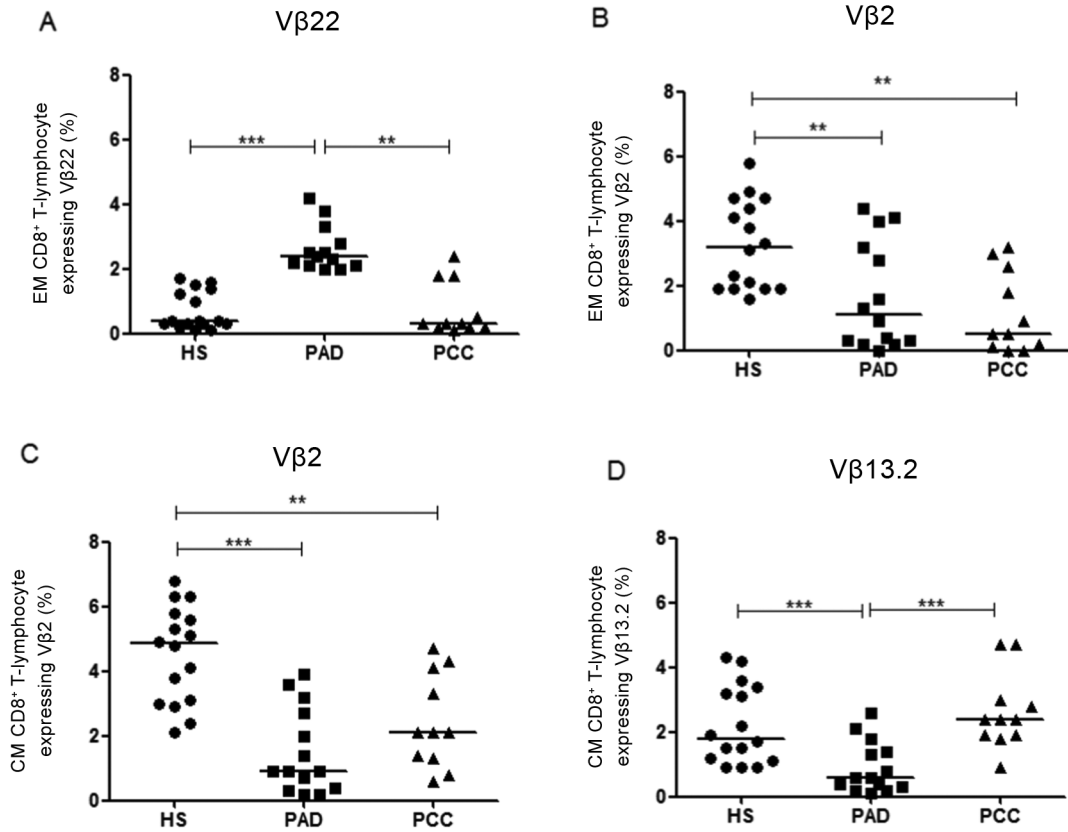 A
Vβ22
EM CD8⁺ T-lymphocyte
expressing Vβ22 (%)
8
6
4
2
0
***
**
HS
PAD
PCC
B
Vβ2
EM CD8⁺ T-lymphocyte
expressing Vβ2 (%)
8
6
4
2
0
**
**
HS
PAD
PCC
C
Vβ2
CM CD8⁺ T-lymphocyte
expressing Vβ2 (%)
8
6
4
2
0
**
***
HS
PAD
PCC
D
Vβ13.2
CM CD8⁺ T-lymphocyte
expressing Vβ13.2 (%)
8
6
4
2
0
***
***
HS
PAD
PCC